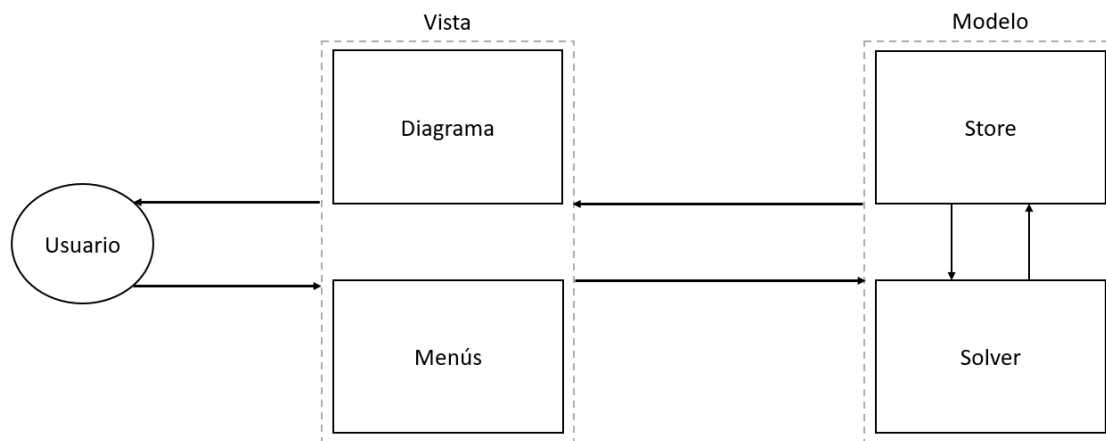 Vista
Modelo
Diagrama
Store
Usuario
Menús
Solver